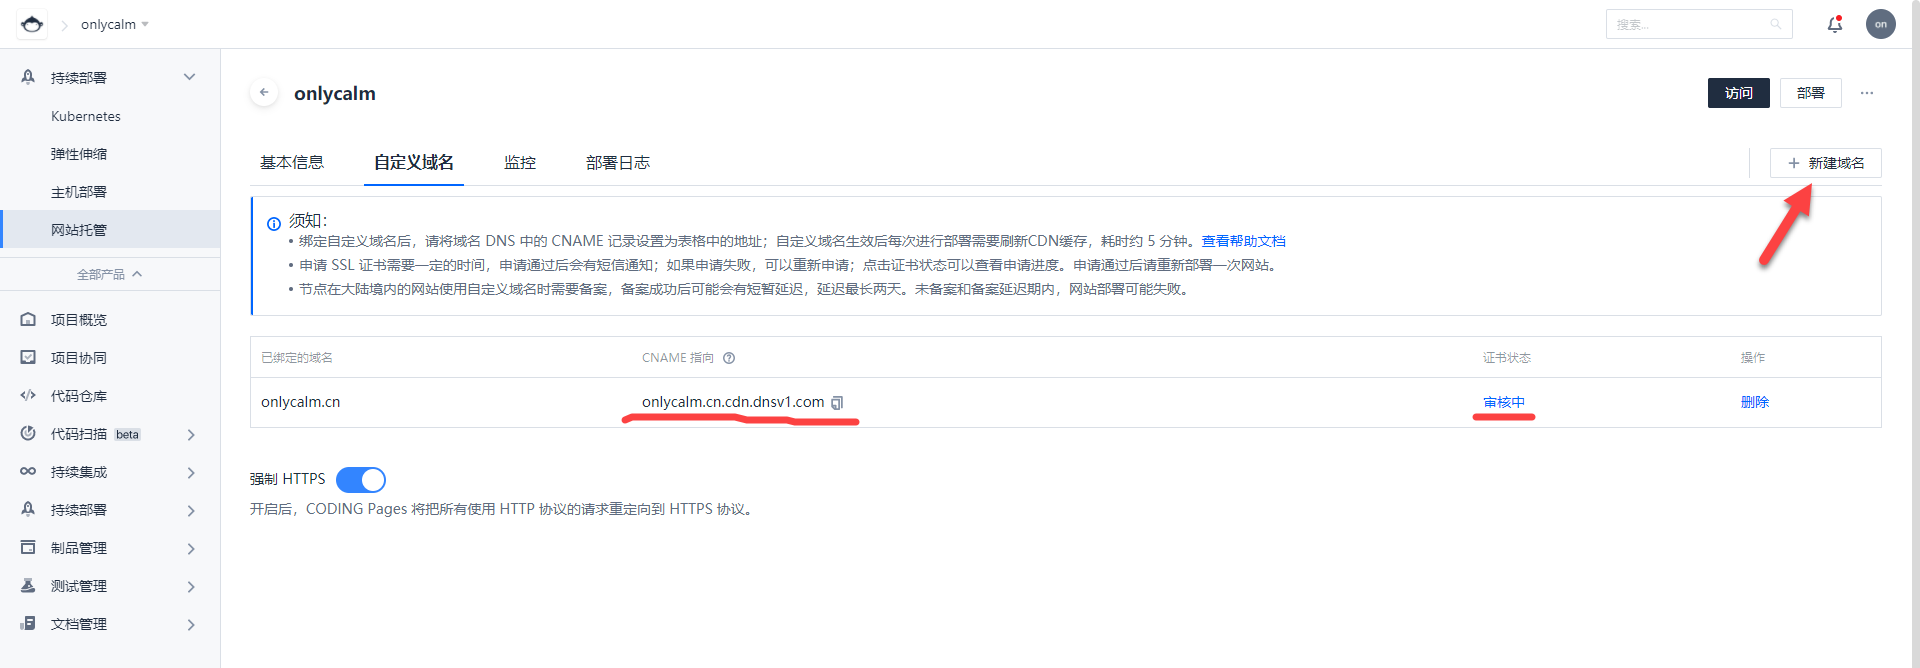 onlycalm
搜索...
on
持续部署
Kubernetes
弹性伸缩
主机部署
网站托管
全部产品
项目概览
项目协同
代码仓库
代码扫描 beta
持续集成
持续部署
制品管理
测试管理
文档管理
onlycalm
访问
部署
基本信息
自定义域名
监控
部署日志
新建域名
须知：
• 绑定自定义域名后，请将域名 DNS 中的 CNAME 记录设置为表格中的地址；自定义域名生效后每次进行部署需要刷新CDN缓存，耗时约 5 分钟。查看帮助文档
• 申请 SSL 证书需要一定的时间，申请通过后会有短信通知；如果申请失败，可以重新申请；点击证书状态可以查看申请进度。申请通过后请重新部署一次网站。
• 节点在大陆境内的网站使用自定义域名时需要备案，备案成功后可能会有短暂延迟，延迟最长两天。未备案和备案延迟期内，网站部署可能失败。
已绑定的域名 CNAME 指向 证书状态 操作
onlycalm.cn onlycalm.cn.cdn.dnsv1.com 审核中 删除
强制 HTTPS
开启后，CODING Pages 将把所有使用 HTTP 协议的请求重定向到 HTTPS 协议。